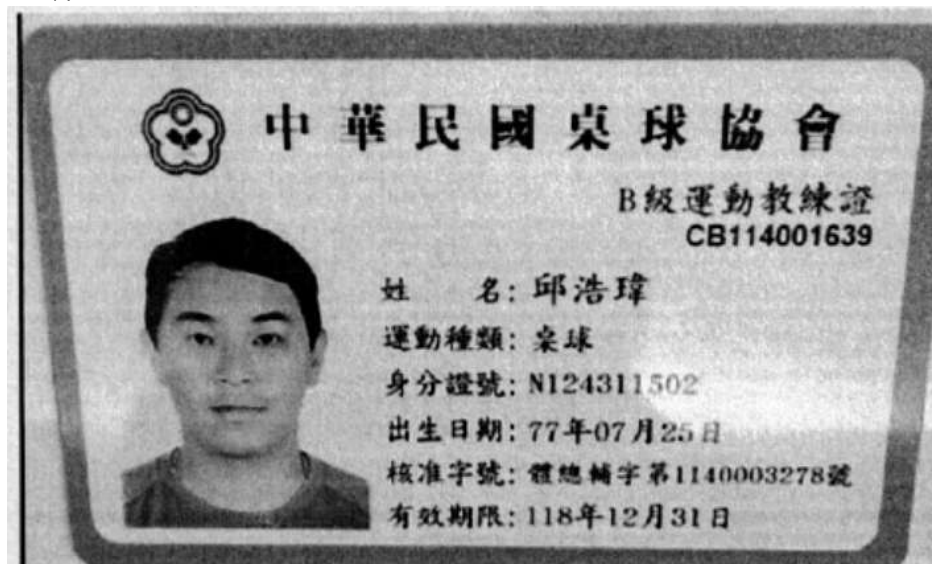 中華民國桌球協會
B級運動教練證
CB114001639
姓 名: 邱浩瑋
運動種類: 桌球
身分證號: N124311502
出生日期: 77年07月25日
核准字號: 體總輔字第1140003278號
有效期限: 118年12月31日